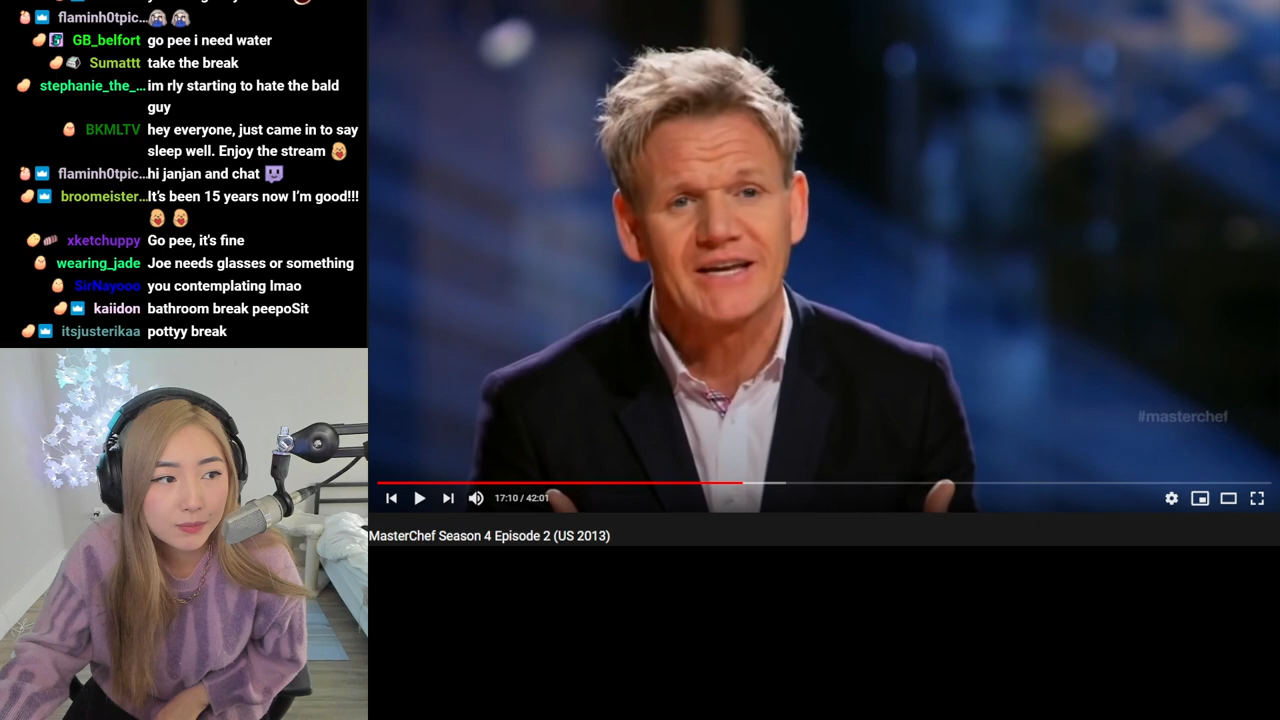 flaminh0tpic...
GB_belfort go pee i need water
Sumattt take the break
stephanie_the_... im rly starting to hate the bald
guy
BKMLTV hey everyone, just came in to say
sleep well. Enjoy the stream
flaminh0tpic... hi janjan and chat
broomeister... It's been 15 years now I'm good!!!
xketchuppy Go pee, it's fine
wearing_jade Joe needs glasses or something
SirNayooo you contemplating lmao
kaiidon bathroom break peepoSit
itsjusterikaa pottyy break
#masterchef
17:10 / 42:01
MasterChef Season 4 Episode 2 (US 2013)